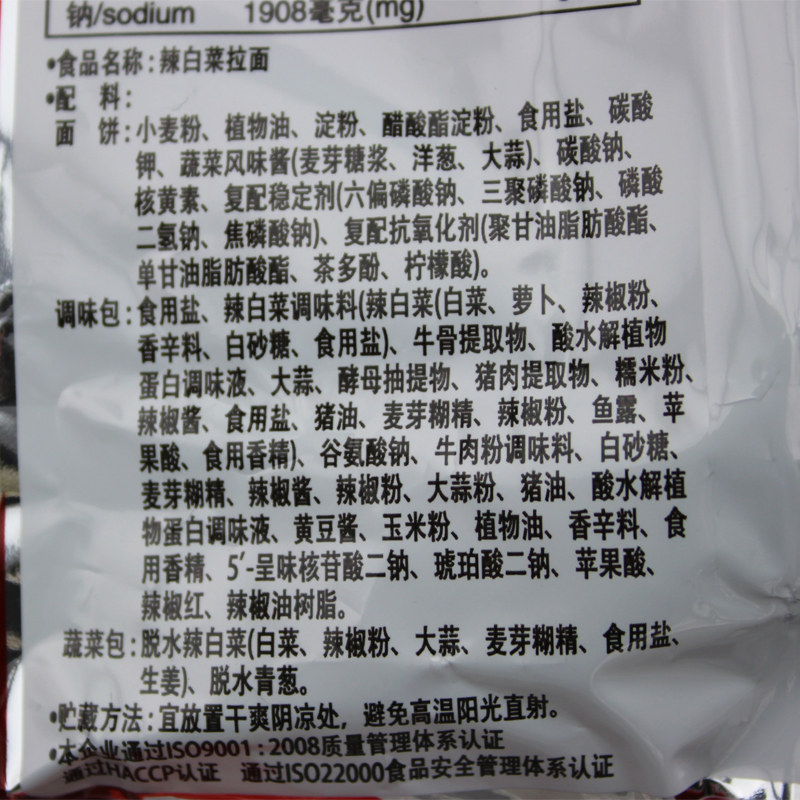 钠/sodium 1908毫克(mg)
•食品名称:辣白菜拉面
•配 料:
面 饼:小麦粉、植物油、淀粉、醋酸酯淀粉、食用盐、碳酸
钾、蔬菜风味酱(麦芽糖浆、洋葱、大蒜)、碳酸钠、
核黄素、复配稳定剂(六偏磷酸钠、三聚磷酸钠、磷酸
二氢钠、焦磷酸钠)、复配抗氧化剂(聚甘油脂肪酸酯、
单甘油脂肪酸酯、茶多酚、柠檬酸)。
调味包:食用盐、辣白菜调味料(辣白菜(白菜、萝卜、辣椒粉、
香辛料、白砂糖、食用盐)、牛骨提取物、酸水解植物
蛋白调味液、大蒜、酵母抽提物、猪肉提取物、糯米粉、
辣椒酱、食用盐、猪油、麦芽糊精、辣椒粉、鱼露、苹
果酸、食用香精)、谷氨酸钠、牛肉粉调味料、白砂糖、
麦芽糊精、辣椒酱、辣椒粉、大蒜粉、猪油、酸水解植
物蛋白调味液、黄豆酱、玉米粉、植物油、香辛料、食
用香精、5′-呈味核苷酸二钠、琥珀酸二钠、苹果酸、
辣椒红、辣椒油树脂。
蔬菜包:脱水辣白菜(白菜、辣椒粉、大蒜、麦芽糊精、食用盐、
生姜)、脱水青葱。
•贮藏方法:宜放置干爽阴凉处，避免高温阳光直射。
•本企业通过ISO9001:2008质量管理体系认证
通过HACCP认证 通过ISO22000食品安全管理体系认证